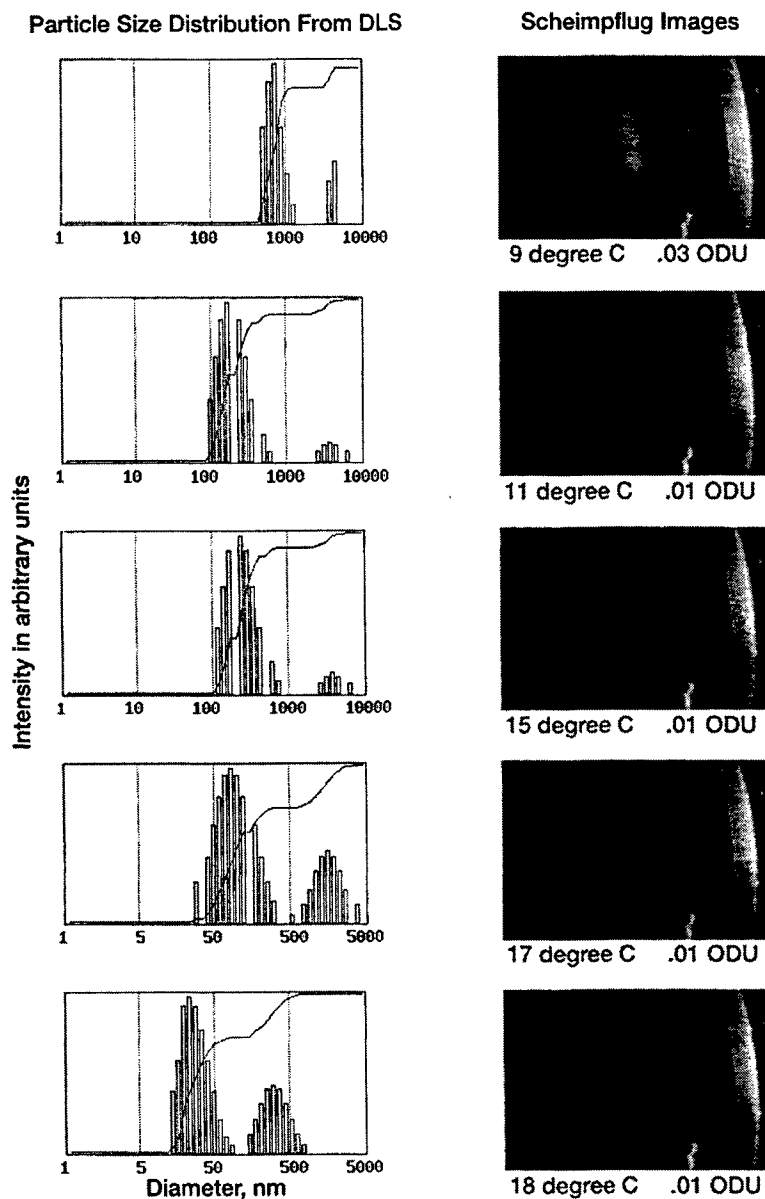 Particle Size Distribution From DLS
Scheimpflug Images
Intensity in arbitrary units
1 10 100 1000 10000
9 degree C .03 ODU
1 10 100 1000 10000
11 degree C .01 ODU
1 10 100 1000 10000
15 degree C .01 ODU
1 5 50 500 5000
17 degree C .01 ODU
1 5 50 500 5000
Diameter, nm
18 degree C .01 ODU